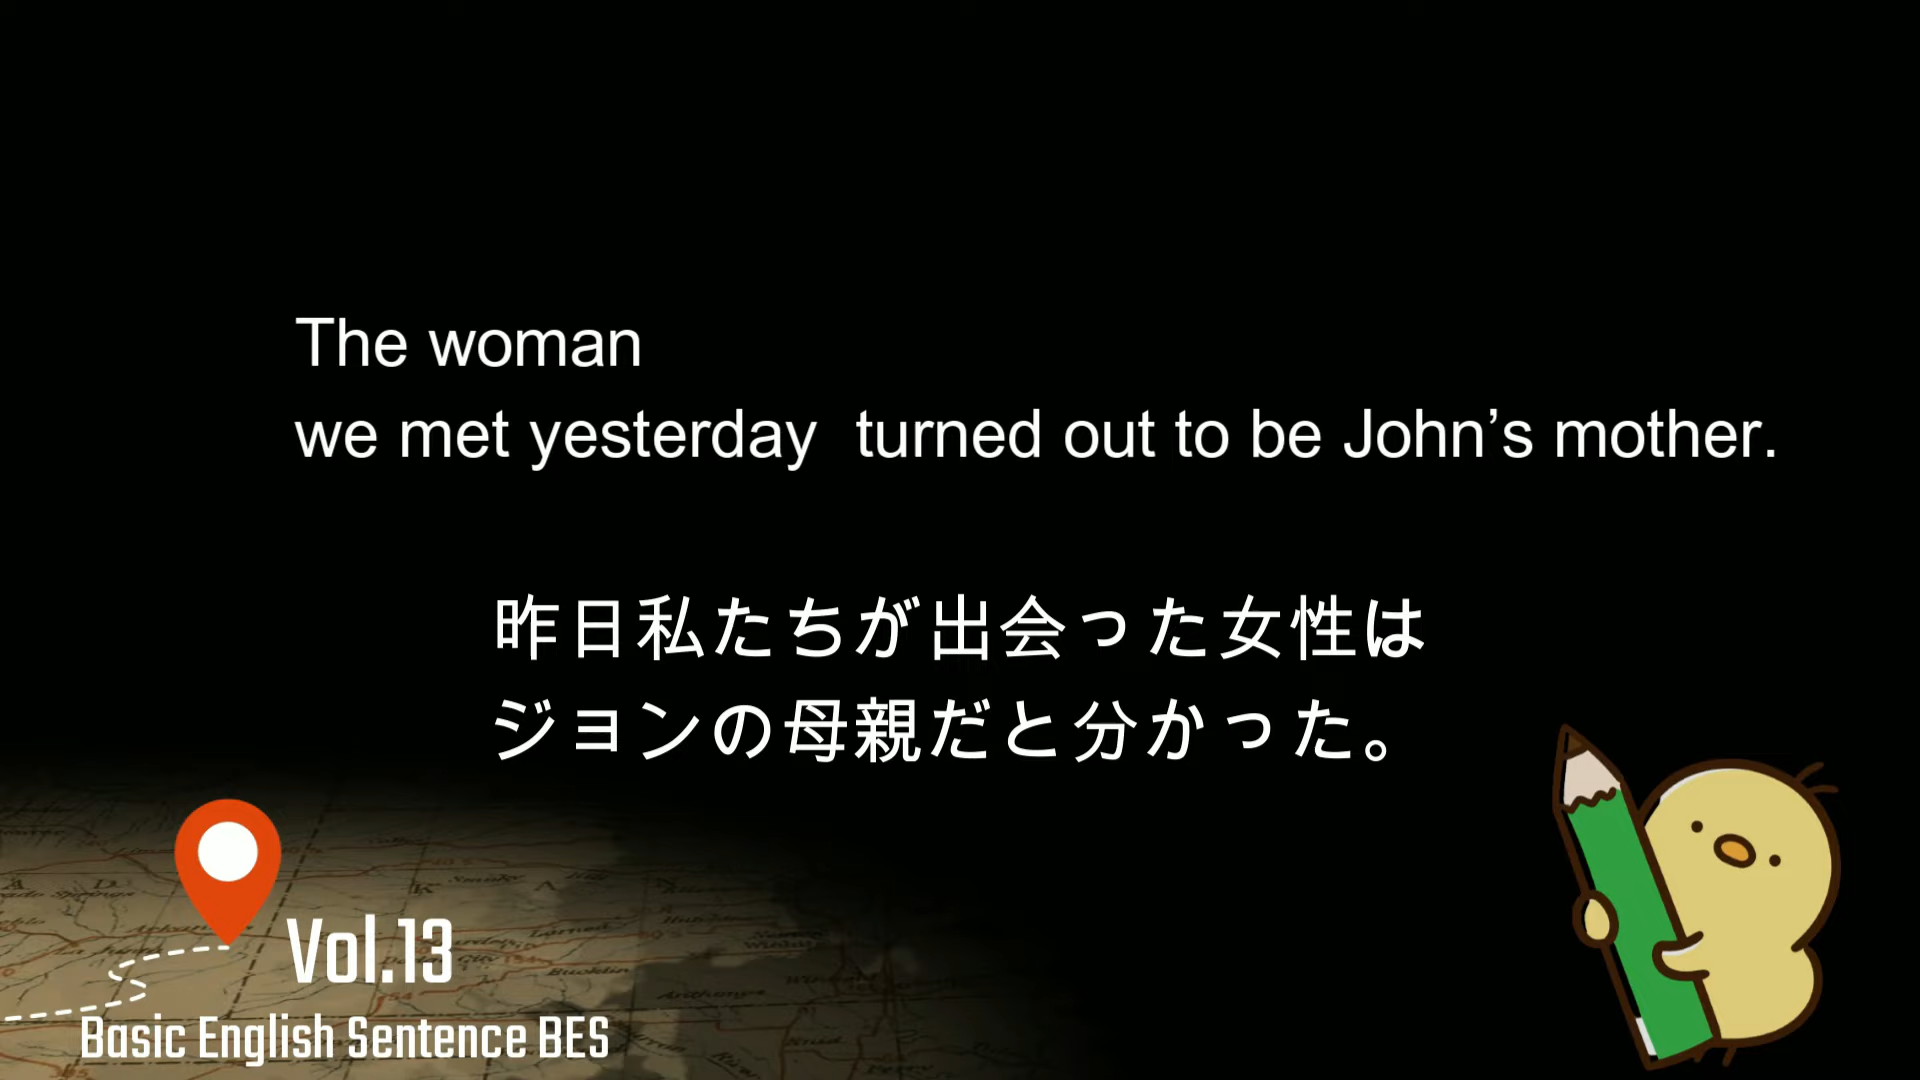 The woman
we met yesterday  turned out to be John’s mother.
昨日私たちが出会った女性は
ジョンの母親だと分かった。
Vol.13
Basic English Sentence BES